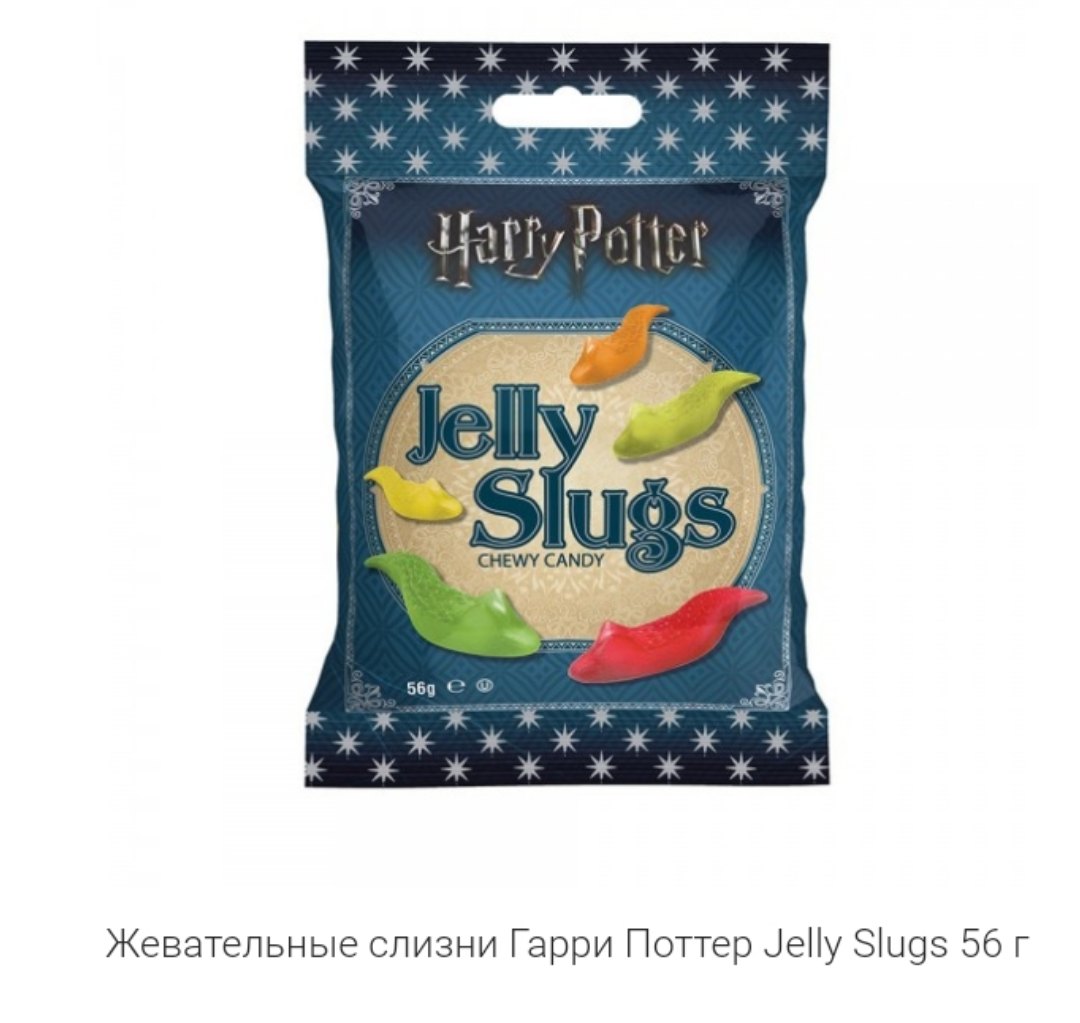 Harry Potter
Jelly
Slugs
CHEWY CANDY
56g ℮ Ⓤ
Жевательные слизни Гарри Поттер Jelly Slugs 56 г